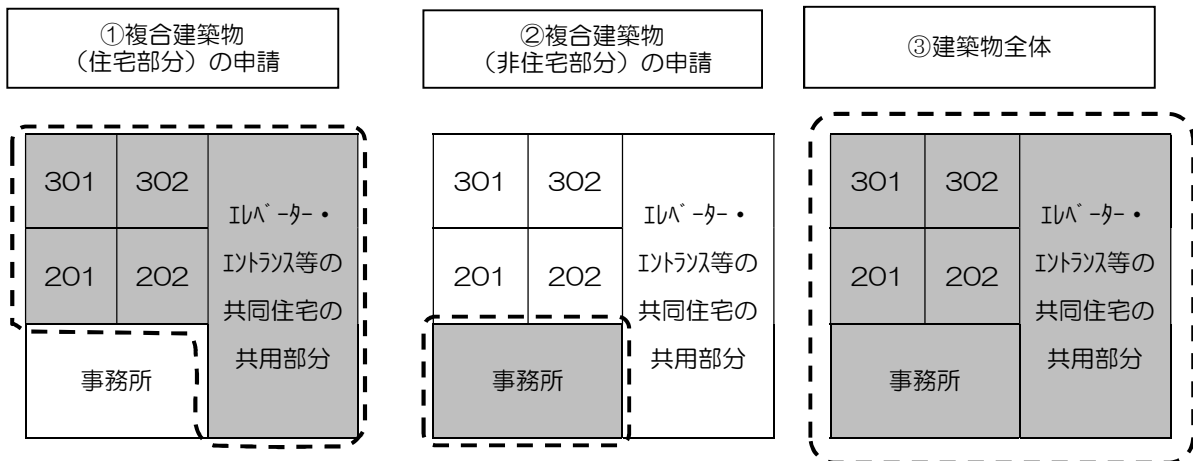 ①複合建築物
（住宅部分）の申請
②複合建築物
（非住宅部分）の申請
③建築物全体
301
302
201
202
ｴﾚﾍﾞｰﾀｰ・
ｴﾝﾄﾗﾝｽ等の
共同住宅の
共用部分
事務所
301
302
201
202
ｴﾚﾍﾞｰﾀｰ・
ｴﾝﾄﾗﾝｽ等の
共同住宅の
共用部分
事務所
301
302
201
202
ｴﾚﾍﾞｰﾀｰ・
ｴﾝﾄﾗﾝｽ等の
共同住宅の
共用部分
事務所